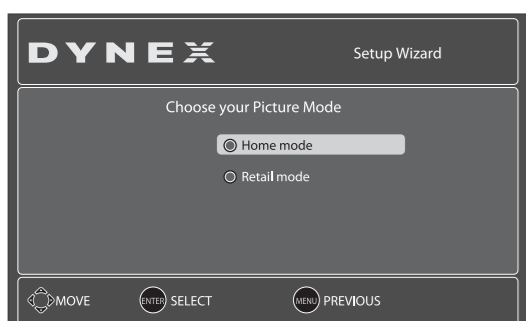 DYNEX
Setup Wizard
Choose your Picture Mode
Home mode
Retail mode
MOVE ENTER SELECT MENU PREVIOUS